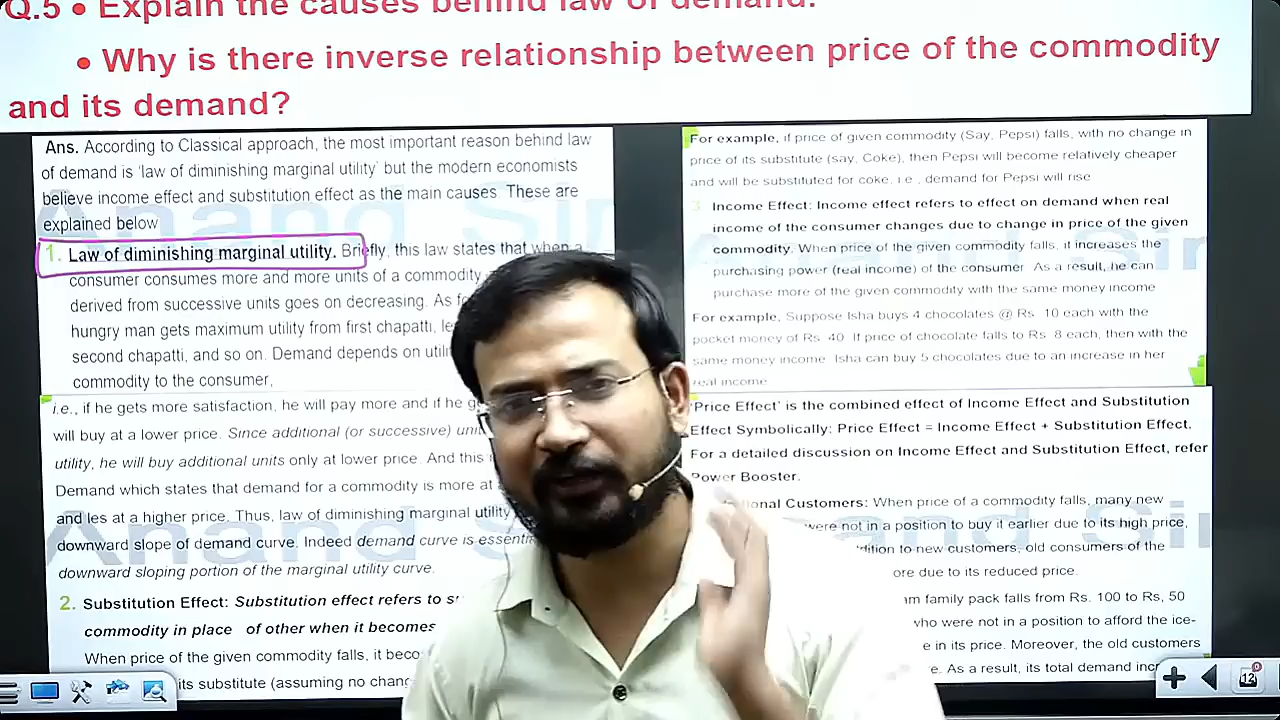 Q.5 • Explain the causes behind law of demand.
• Why is there inverse relationship between price of the commodity
and its demand?
Ans. According to Classical approach, the most important reason behind law
of demand is 'law of diminishing marginal utility' but the modern economists
believe income effect and substitution effect as the main causes. These are
explained below
1. Law of diminishing marginal utility. Briefly, this law states that when a
consumer consumes more and more units of a commodity
derived from successive units goes on decreasing. As
hungry man gets maximum utility from first chapatti,
second chapatti, and so on. Demand depends on
commodity to the consumer,
i.e., if he gets more satisfaction, he will pay more and if he
will buy at a lower price. Since additional (or successive)
utility, he will buy additional units only at lower price. And this
Demand which states that demand for a commodity is more at
and les at a higher price. Thus, law of diminishing marginal utility
downward slope of demand curve. Indeed demand curve is
downward sloping portion of the marginal utility curve.
2. Substitution Effect: Substitution effect refers to
commodity in place of other when it becomes
When price of the given commodity falls, it
its substitute (assuming no
For example, if price of given commodity (Say, Pepsi) falls, with no change in
price of its substitute (say, Coke), then Pepsi will become relatively cheaper
and will be substituted for coke, i.e., demand for Pepsi will rise
3. Income Effect: Income effect refers to effect on demand when real
income of the consumer changes due to change in price of the given
commodity. When price of the given commodity falls, it increases the
purchasing power (real income) of the consumer As a result, he can
purchase more of the given commodity with the same money income
For example, Suppose Isha buys 4 chocolates @ Rs. 10 each with the
pocket money of Rs. 40. If price of chocolate falls to Rs 8 each, then with the
same money income Isha can buy 5 chocolates due to an increase in her
real income
'Price Effect' is the combined effect of Income Effect and Substitution
Effect Symbolically: Price Effect = Income Effect + Substitution Effect.
For a detailed discussion on Income Effect and Substitution Effect, refer
Power Booster.
Customers: When price of a commodity falls, many new
were not in a position to buy it earlier due to its high price,
to new customers, old consumers of the
due to its reduced price.
family pack falls from Rs. 100 to Rs, 50
who were not in a position to afford the ice-
in its price. Moreover, the old customers
As a result, its total demand
12